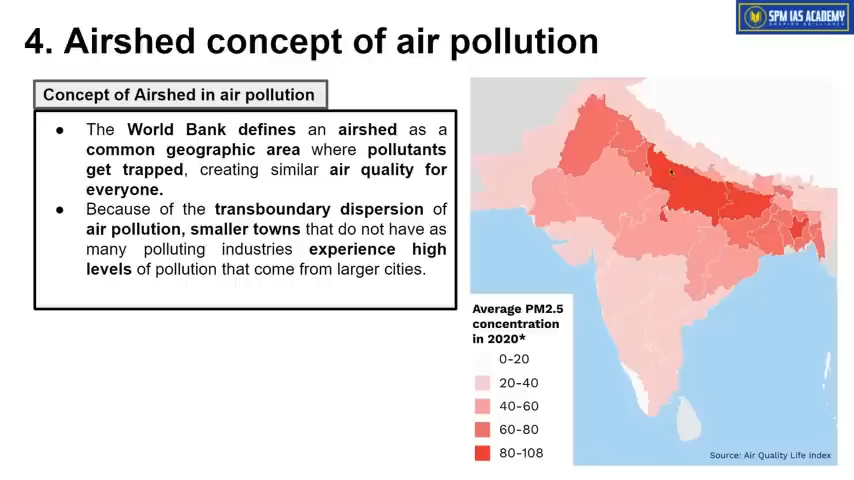 SPM IAS ACADEMY
4. Airshed concept of air pollution
Concept of Airshed in air pollution
● The World Bank defines an airshed as a
common geographic area where pollutants
get trapped, creating similar air quality for
everyone.
● Because of the transboundary dispersion of
air pollution, smaller towns that do not have as
many polluting industries experience high
levels of pollution that come from larger cities.
Average PM2.5
concentration
in 2020*
0-20
20-40
40-60
60-80
80-108
Source: Air Quality Life Index